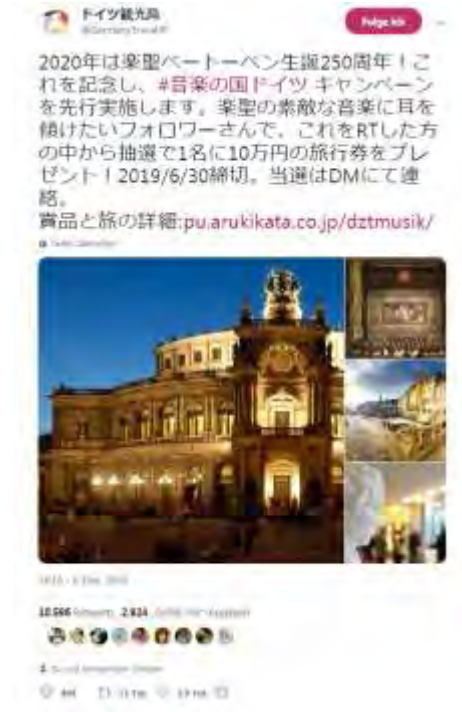 ドイツ観光局
Folge ich
2020年は楽聖ベートーベン生誕250周年！こ
れを記念し、#音楽の国ドイツ キャンペーン
を先行実施します。楽聖の素敵な音楽に耳を
傾けたいフォロワーさんで、これをRTした方
の中から抽選で1名に10万円の旅行券をプレ
ゼント！2019/6/30締切。当選はDMにて連
絡。
賞品と旅の詳細:pu.arukikata.co.jp/dztmusik/